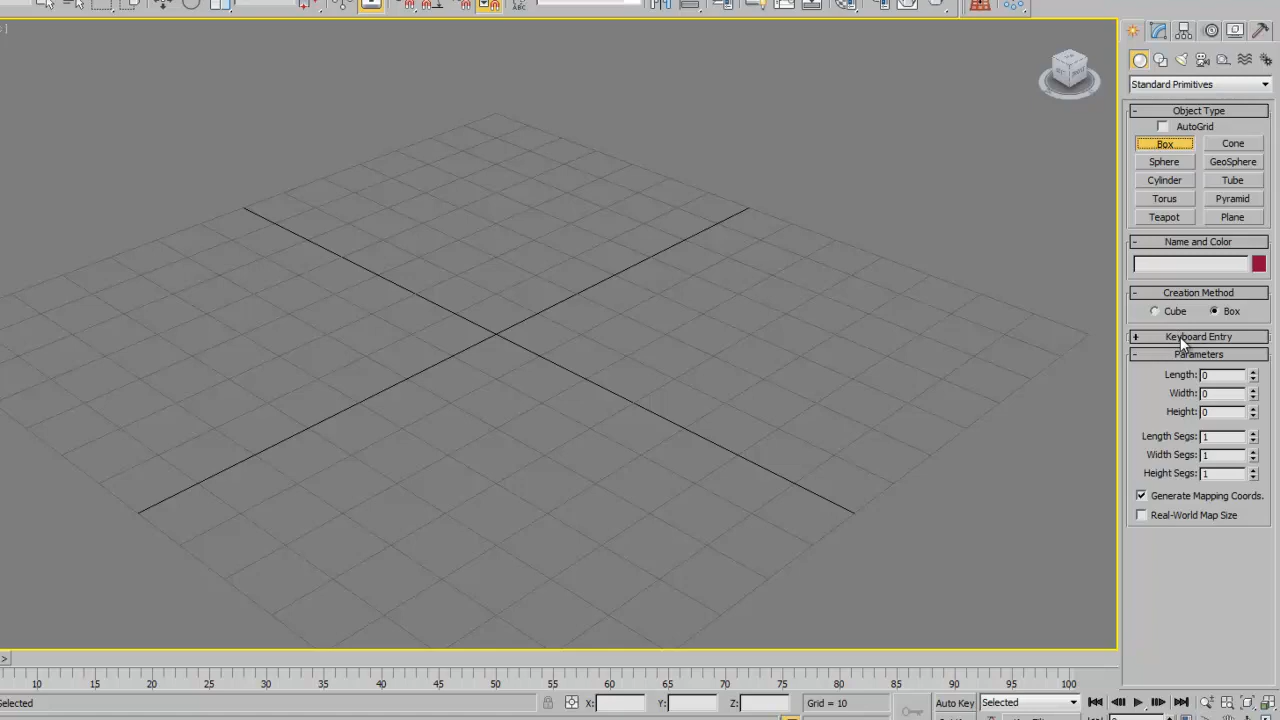 ]
ABC
Standard Primitives
- Object Type
AutoGrid
Box Cone
Sphere GeoSphere
Cylinder Tube
Torus Pyramid
Teapot Plane
- Name and Color
- Creation Method
Cube Box
+ Keyboard Entry
- Parameters
Length: 0
Width: 0
Height: 0
Length Segs: 1
Width Segs: 1
Height Segs: 1
Generate Mapping Coords.
Real-World Map Size
>
10 15 20 25 30 35 40 45 50 55 60 65 70 75 80 85 90 95 100
Selected X: Y: Z: Grid = 10 Auto Key Selected